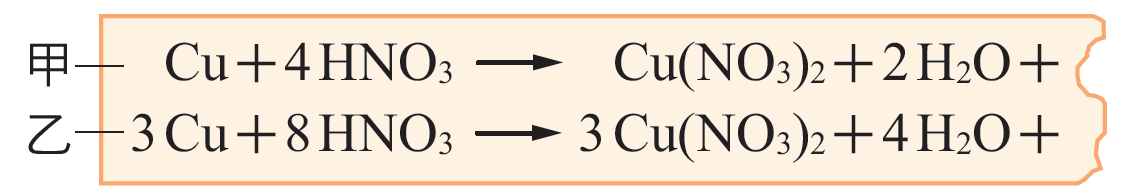 甲 Cu + 4 HNO₃ ⟶ Cu(NO₃)₂ + 2 H₂O +
乙 3 Cu + 8 HNO₃ ⟶ 3 Cu(NO₃)₂ + 4 H₂O +